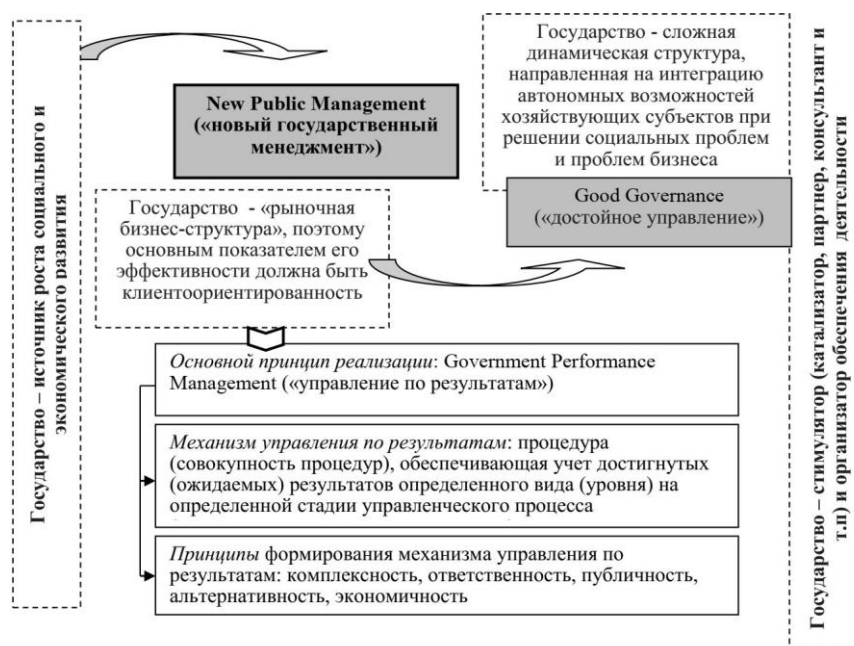 Государство – источник роста социального и
экономического развития
New Public Management
(«новый государственный
менеджмент»)
Государство - сложная
динамическая структура,
направленная на интеграцию
автономных возможностей
хозяйствующих субъектов при
решении социальных проблем
и проблем бизнеса
Good Governance
(«достойное управление»)
Государство - «рыночная
бизнес-структура», поэтому
основным показателем его
эффективности должна быть
клиентоориентированность
Основной принцип реализации: Government Performance
Management («управление по результатам»)
Механизм управления по результатам: процедура
(совокупность процедур), обеспечивающая учет достигнутых
(ожидаемых) результатов определенного вида (уровня) на
определенной стадии управленческого процесса
Принципы формирования механизма управления по
результатам: комплексность, ответственность, публичность,
альтернативность, экономичность
Государство – стимулятор (катализатор, партнер, консультант и
т.п) и организатор обеспечения деятельности